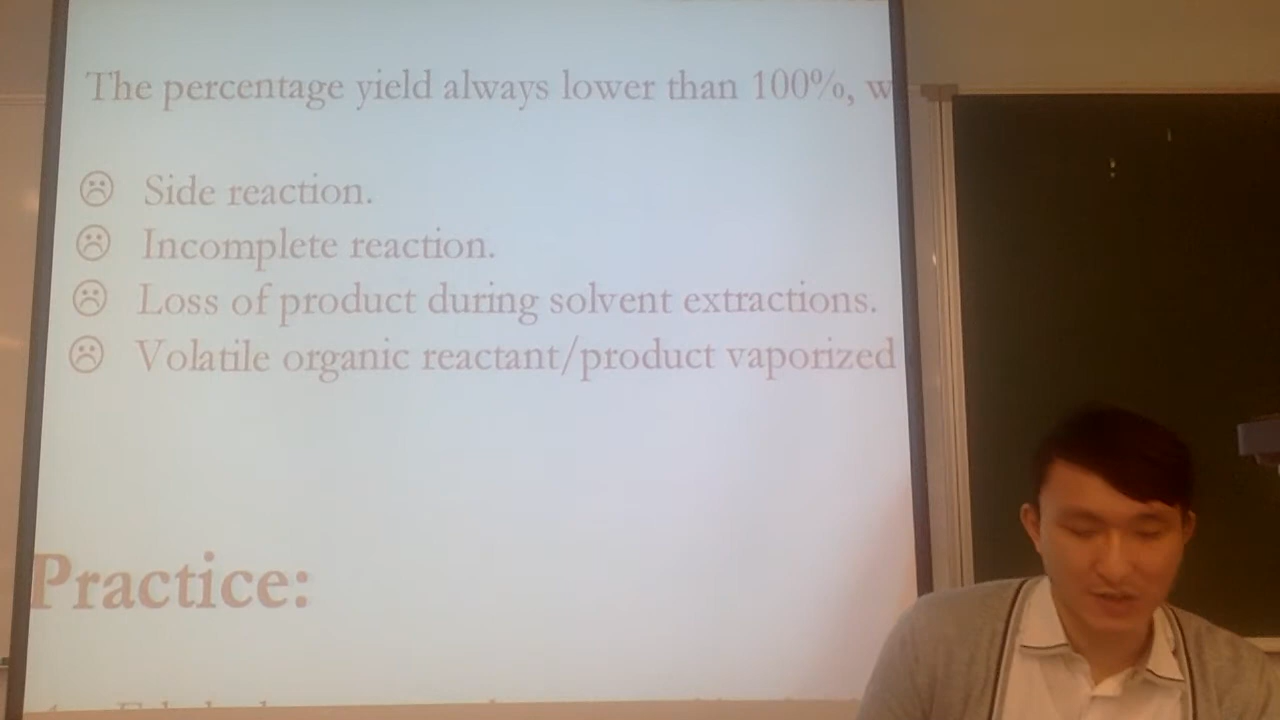 The percentage yield always lower than 100%, w
Side reaction.
Incomplete reaction.
Loss of product during solvent extractions.
Volatile organic reactant/product vaporized
Practice: